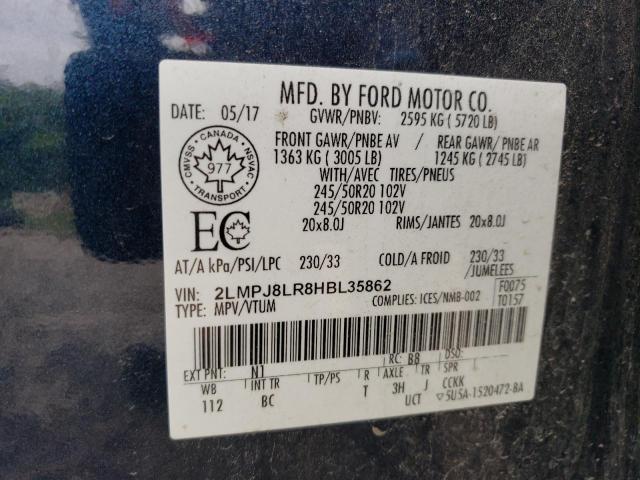 MFD. BY FORD MOTOR CO.
DATE: 05/17 GVWR/PNBV: 2595 KG ( 5720 LB)
FRONT GAWR/PNBE AV / REAR GAWR/ PNBE AR
1363 KG ( 3005 LB) 1245 KG ( 2745 LB)
WITH/AVEC TIRES/PNEUS
245/50R20 102V
245/50R20 102V
20x8.0J RIMS/JANTES 20x8.0J
CMVSS • CANADA • NSVAC
977
TRANSPORT
EC
AT/A kPa/PSI/LPC 230/33 COLD/A FROID 230/33
/JUMELEES
VIN: 2LMPJ8LR8HBL35862 F0075
TYPE: MPV/VTUM COMPLIES: ICES/NMB-002 T0157
EXT PNT: N1 RC: B8 DSO:
WB INT TR TP/PS R AXLE TR SPR
112 BC T 3H J CCKK
UCT ▽5U5A-1520472-BA